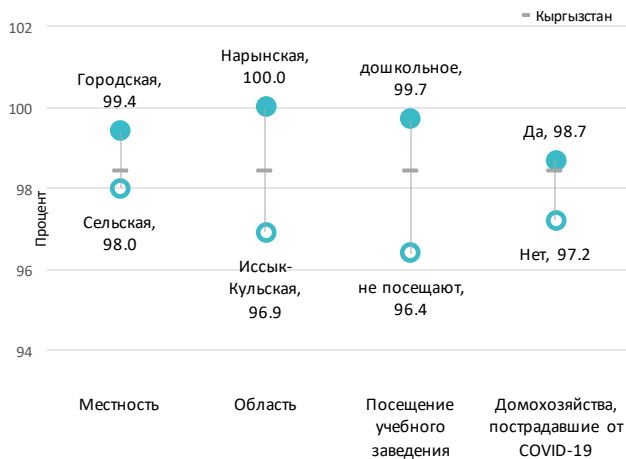 102
Кыргызстан
Нарынская,
100.0
дошкольное,
99.7
Городская,
99.4
100
Да, 98.7
98
Процент
Сельская,
98.0
Нет, 97.2
96
Иссык-
Кульская,
96.9
не посещают,
96.4
94
Местность
Область
Посещение
учебного
заведения
Домохозяйства,
пострадавшие от
COVID-19